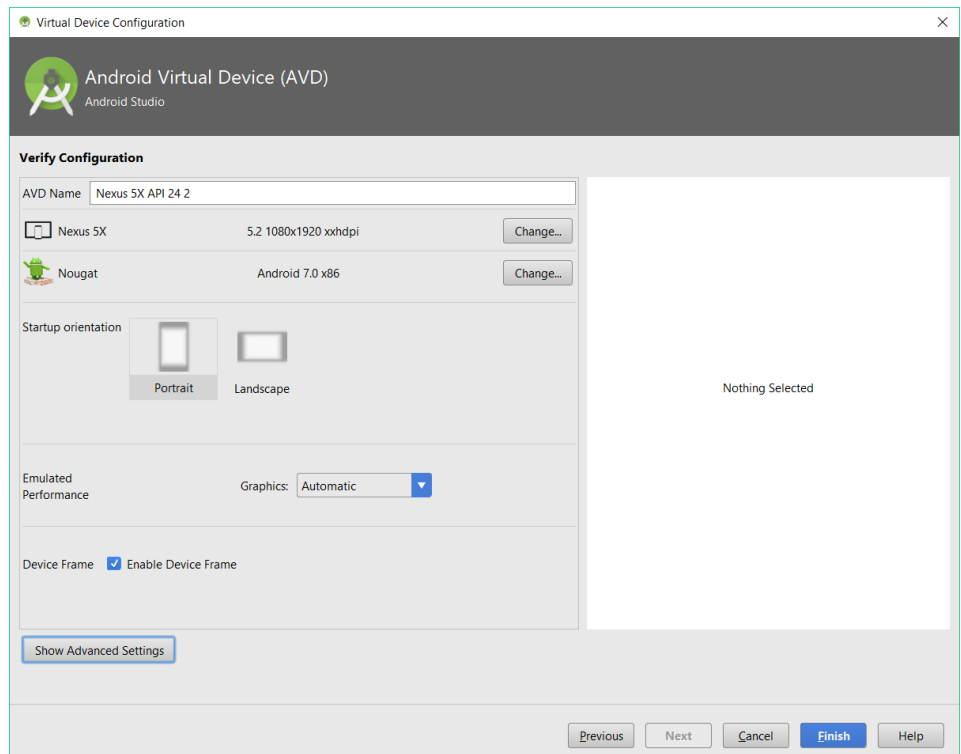 Virtual Device Configuration
Android Virtual Device (AVD)
Android Studio
Verify Configuration
AVD Name Nexus 5X API 24 2
Nexus 5X 5.2 1080x1920 xxhdpi Change...
Nougat Android 7.0 x86 Change...
Startup orientation
Portrait Landscape
Nothing Selected
Emulated
Performance
Graphics: Automatic
Device Frame Enable Device Frame
Show Advanced Settings
Previous Next Cancel Finish Help